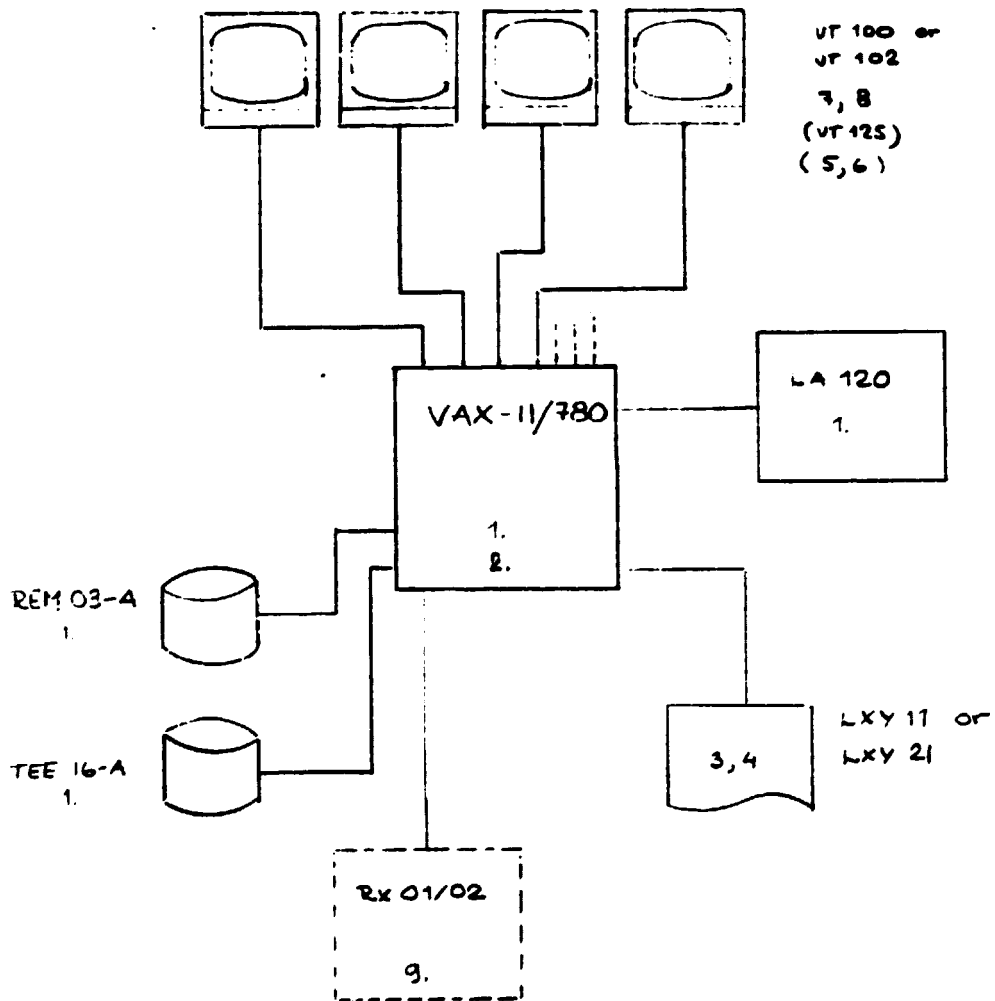 VT 100 or
VT 102
7, 8
(VT 125)
(5,6)
LA 120
1.
VAX-11/780
1.
2.
REM 03-A
1.
TEE 16-A
1.
LXY 11 or
LXY 21
3,4
RX 01/02
9.